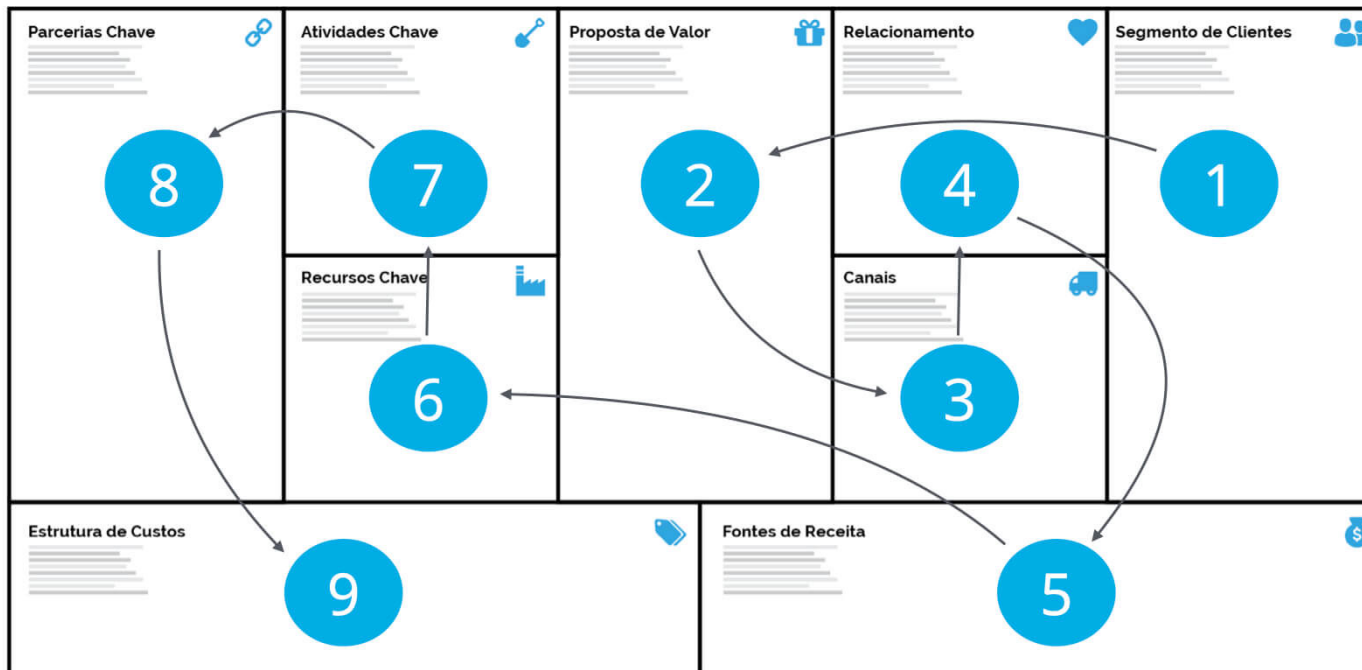 Parcerias Chave
Atividades Chave
Proposta de Valor
Relacionamento
Segmento de Clientes
8
7
2
4
1
Recursos Chave
Canais
6
3
Estrutura de Custos
Fontes de Receita
$
9
5